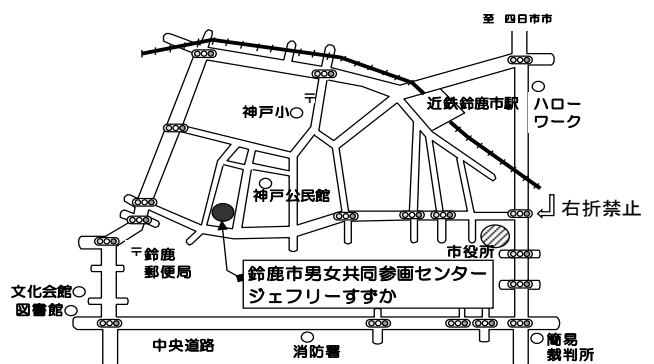 至 四日市市
近鉄鈴鹿市駅
ハロー
ワーク
〒
神戸小
神戸公民館
右折禁止
市役所
〒鈴鹿
郵便局
鈴鹿市男女共同参画センター
ジェフリーすずか
文化会館
図書館
中央道路
消防署
簡易
裁判所